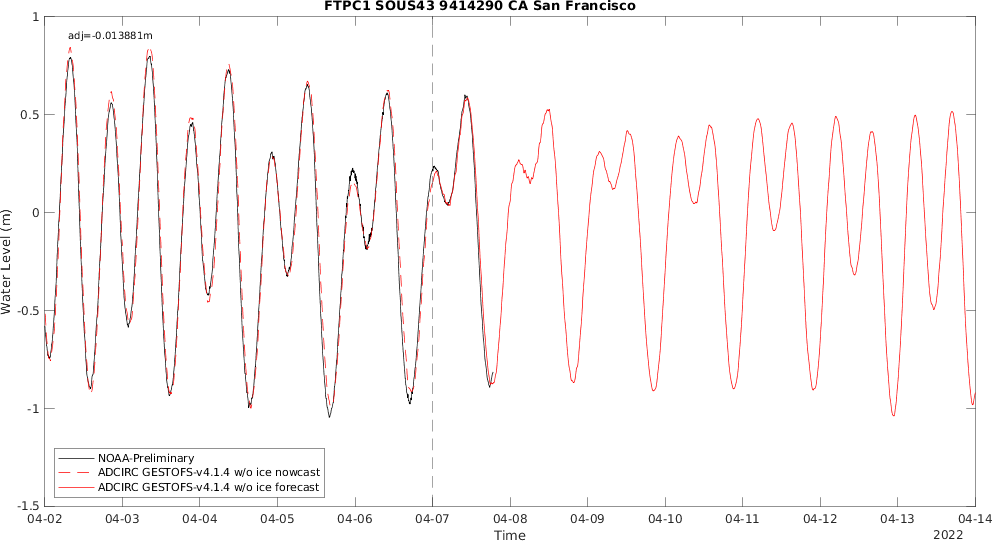 FTPC1 SOUS43 9414290 CA San Francisco
adj=-0.013881m
1
0.5
0
-0.5
-1
-1.5
Water Level (m)
NOAA-Preliminary
ADCIRC GESTOFS-v4.1.4 w/o ice nowcast
ADCIRC GESTOFS-v4.1.4 w/o ice forecast
04-02 04-03 04-04 04-05 04-06 04-07 04-08 04-09 04-10 04-11 04-12 04-13 04-14
Time
2022